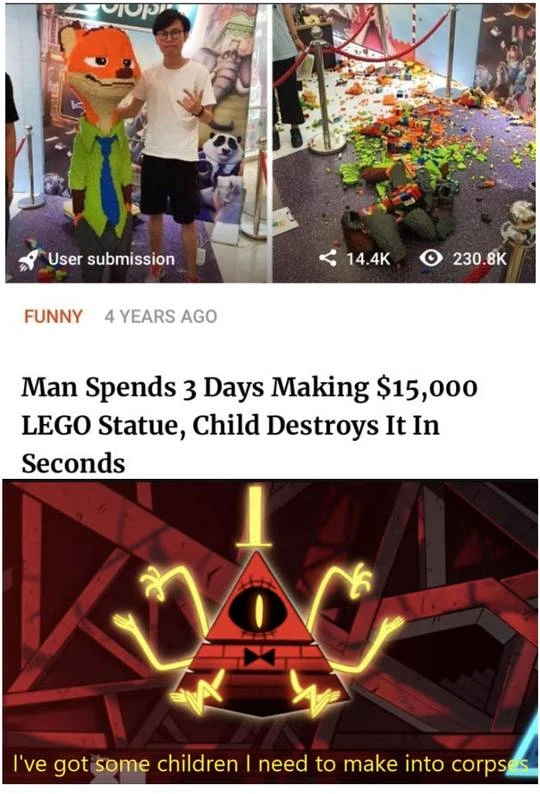 User submission
14.4K 230.8K
FUNNY 4 YEARS AGO
Man Spends 3 Days Making $15,000
LEGO Statue, Child Destroys It In
Seconds
I've got some children I need to make into corpses